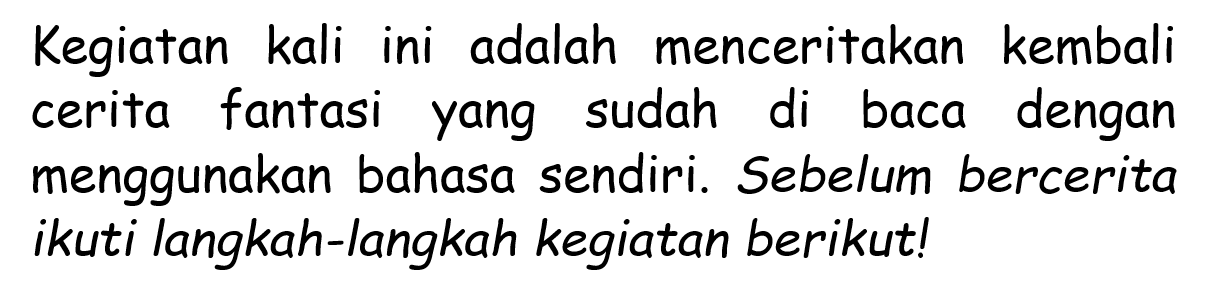 Kegiatan kali ini adalah menceritakan kembali
cerita fantasi yang sudah di baca dengan
menggunakan bahasa sendiri. Sebelum bercerita
ikuti langkah-langkah kegiatan berikut!